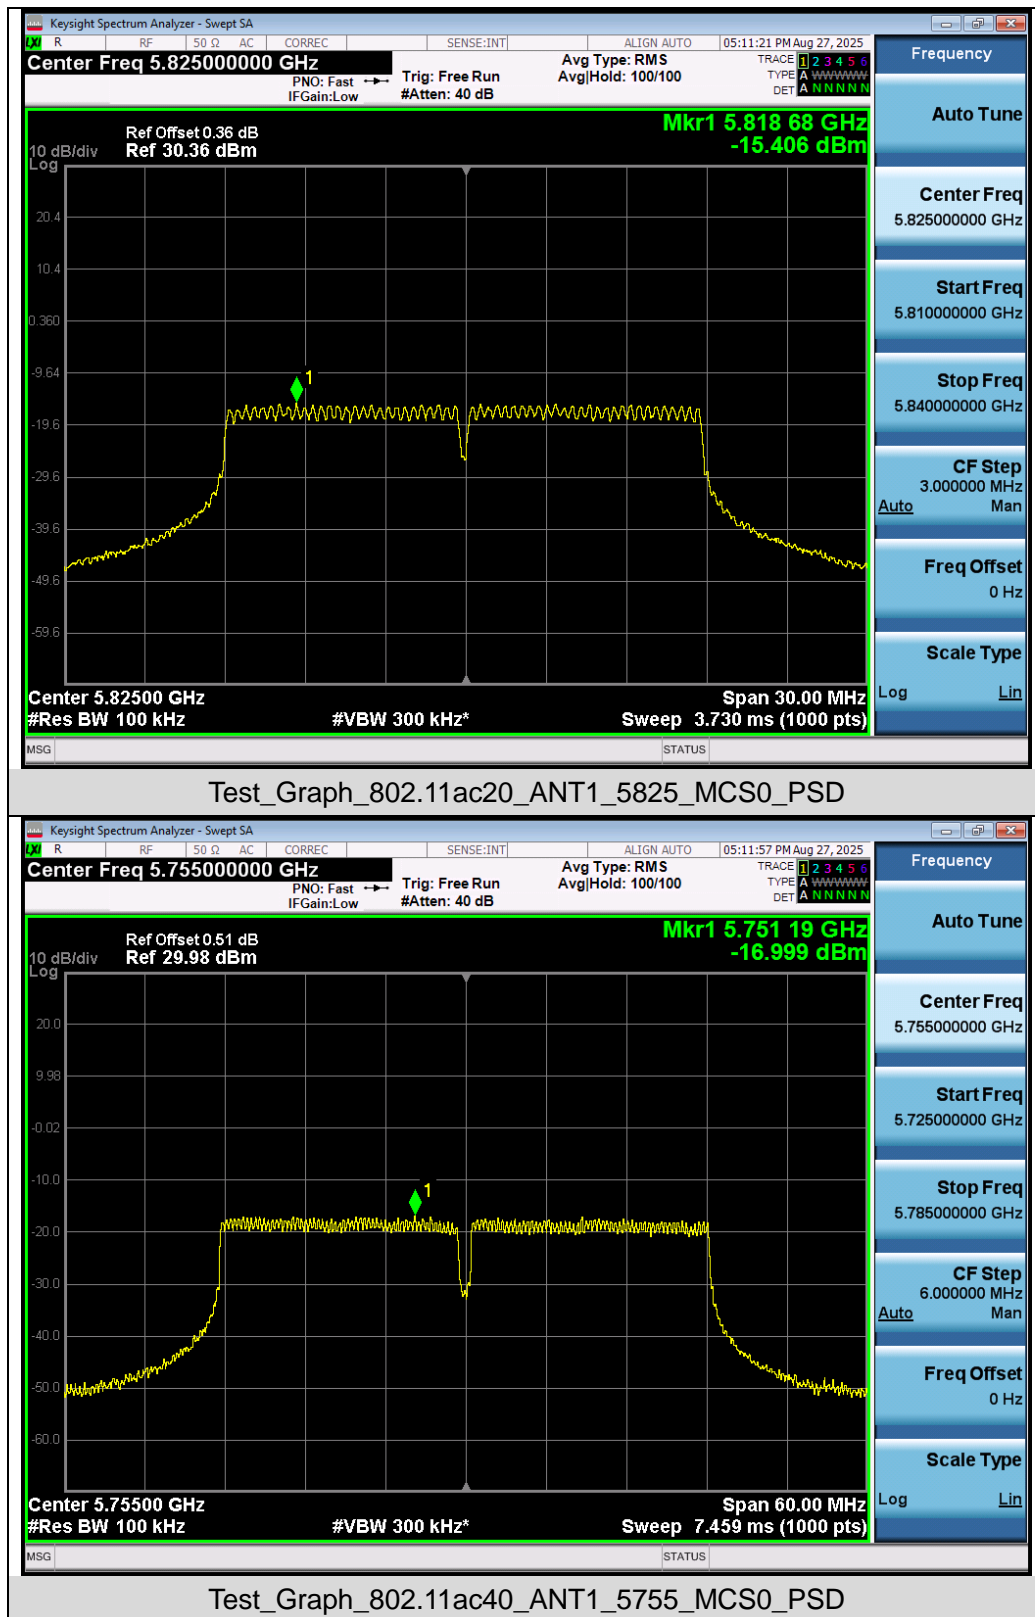 Keysight Spectrum Analyzer - Swept SA
LXI R RF 50 Ω AC CORREC SENSE:INT ALIGN AUTO 05:11:21 PM Aug 27, 2025
Center Freq 5.825000000 GHz
PNO: Fast
IFGain:Low
Trig: Free Run
#Atten: 40 dB
Avg Type: RMS
Avg|Hold: 100/100
TRACE 1 2 3 4 5 6
TYPE A WWWWW
DET A N N N N N
Frequency
Mkr1 5.818 68 GHz
-15.406 dBm
Ref Offset 0.36 dB
10 dB/div Ref 30.36 dBm
Log
20.4
10.4
0.360
-9.64
-19.6
-29.6
-39.6
-49.6
-59.6
1
Center 5.82500 GHz Span 30.00 MHz
#Res BW 100 kHz #VBW 300 kHz* Sweep 3.730 ms (1000 pts)
MSG STATUS
Auto Tune
Center Freq
5.825000000 GHz
Start Freq
5.810000000 GHz
Stop Freq
5.840000000 GHz
CF Step
3.000000 MHz
Auto Man
Freq Offset
0 Hz
Scale Type
Log Lin
Test_Graph_802.11ac20_ANT1_5825_MCS0_PSD
Keysight Spectrum Analyzer - Swept SA
LXI R RF 50 Ω AC CORREC SENSE:INT ALIGN AUTO 05:11:57 PM Aug 27, 2025
Center Freq 5.755000000 GHz
PNO: Fast
IFGain:Low
Trig: Free Run
#Atten: 40 dB
Avg Type: RMS
Avg|Hold: 100/100
TRACE 1 2 3 4 5 6
TYPE A WWWWW
DET A N N N N N
Frequency
Mkr1 5.751 19 GHz
-16.999 dBm
Ref Offset 0.51 dB
10 dB/div Ref 29.98 dBm
Log
20.0
9.98
-0.02
-10.0
-20.0
-30.0
-40.0
-50.0
-60.0
1
Center 5.75500 GHz Span 60.00 MHz
#Res BW 100 kHz #VBW 300 kHz* Sweep 7.459 ms (1000 pts)
MSG STATUS
Auto Tune
Center Freq
5.755000000 GHz
Start Freq
5.725000000 GHz
Stop Freq
5.785000000 GHz
CF Step
6.000000 MHz
Auto Man
Freq Offset
0 Hz
Scale Type
Log Lin
Test_Graph_802.11ac40_ANT1_5755_MCS0_PSD